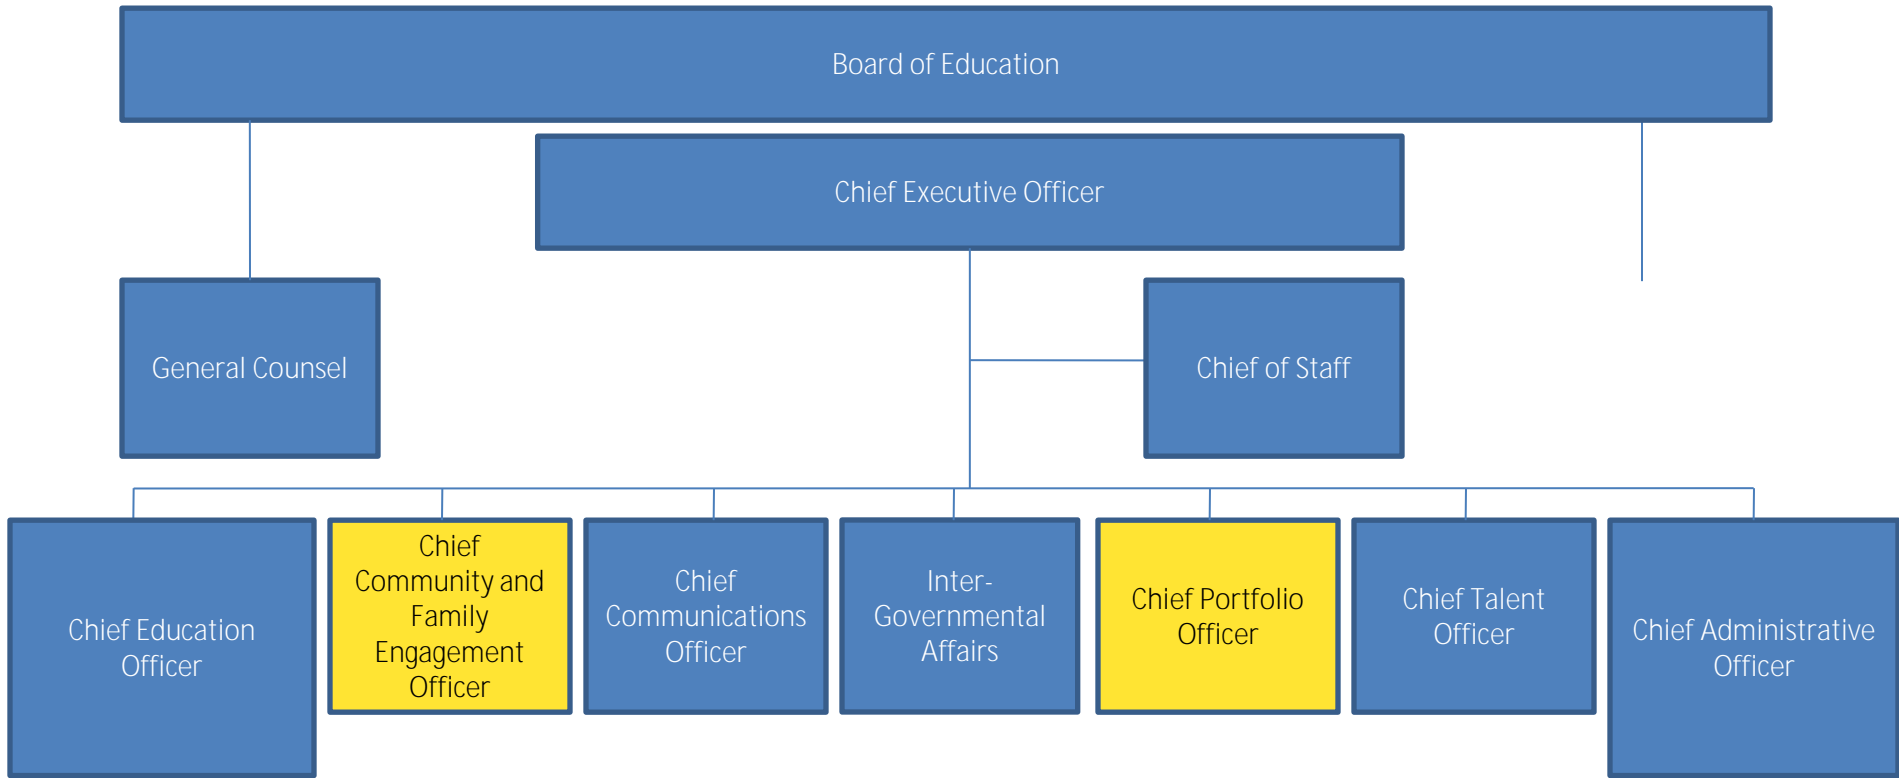 Board of Education
Chief Executive Officer
General Counsel
Chief of Staff
Chief Education
Officer
Chief
Community and
Family
Engagement
Officer
Chief
Communications
Officer
Inter-
Governmental
Affairs
Chief Portfolio
Officer
Chief Talent
Officer
Chief Administrative
Officer